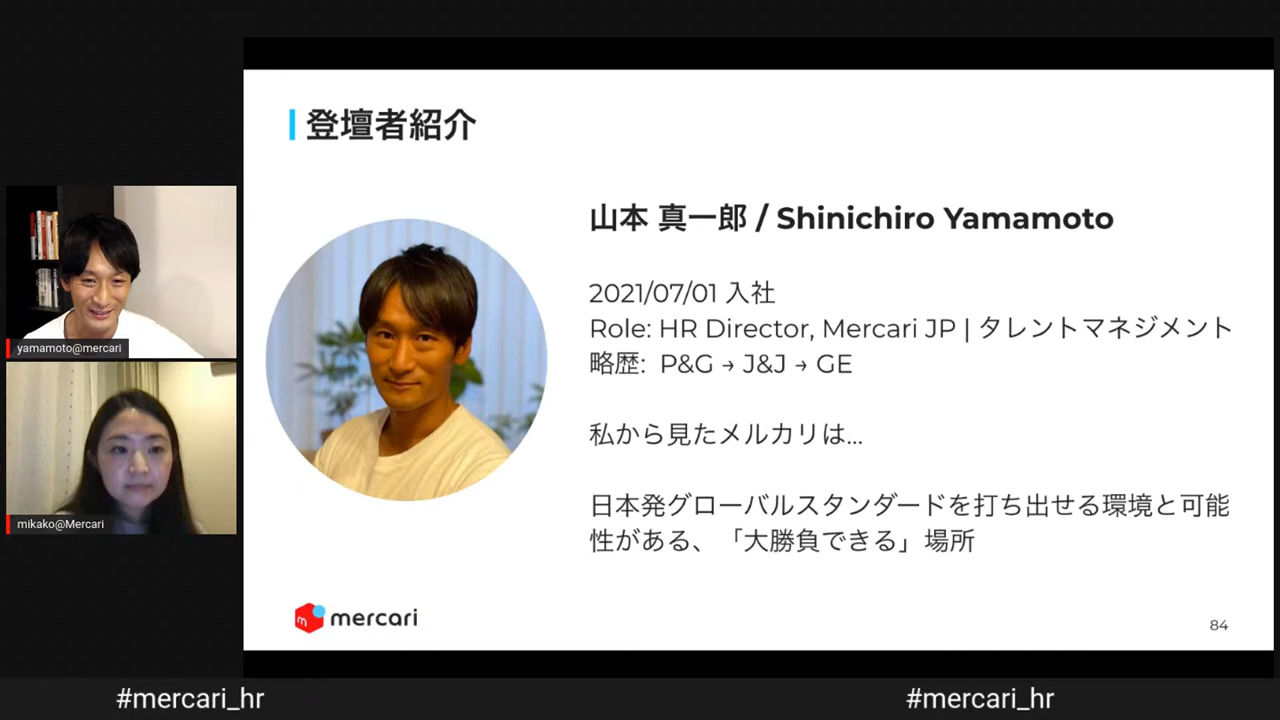 登壇者紹介
山本 真一郎 / Shinichiro Yamamoto
2021/07/01 入社
Role: HR Director, Mercari JP | タレントマネジメント
略歴: P&G → J&J → GE
私から見たメルカリは...
日本発グローバルスタンダードを打ち出せる環境と可能
性がある、「大勝負できる」場所
mercari
84
yamamoto@mercari
mikako@Mercari
#mercari_hr
#mercari_hr